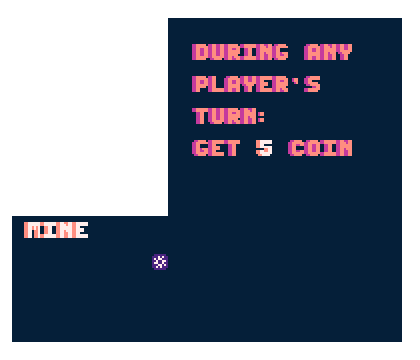 DURING ANY
PLAYER'S
TURN:
GET 5 COIN
MINE